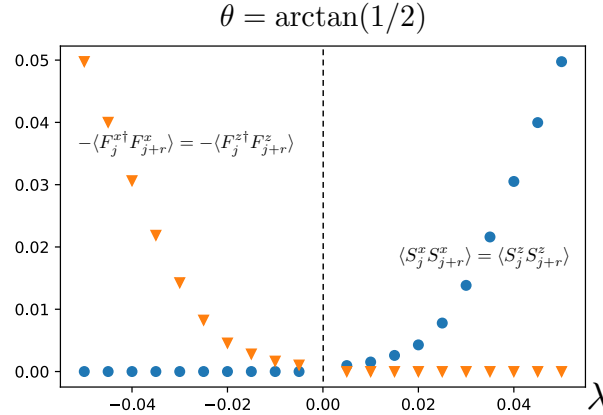 θ = arctan(1/2)
0.05
0.04
0.03
0.02
0.01
0.00
−⟨F_j^{x†} F_{j+r}^x⟩ = −⟨F_j^{z†} F_{j+r}^z⟩
⟨S_j^x S_{j+r}^x⟩ = ⟨S_j^z S_{j+r}^z⟩
−0.04 −0.02 0.00 0.02 0.04 λ